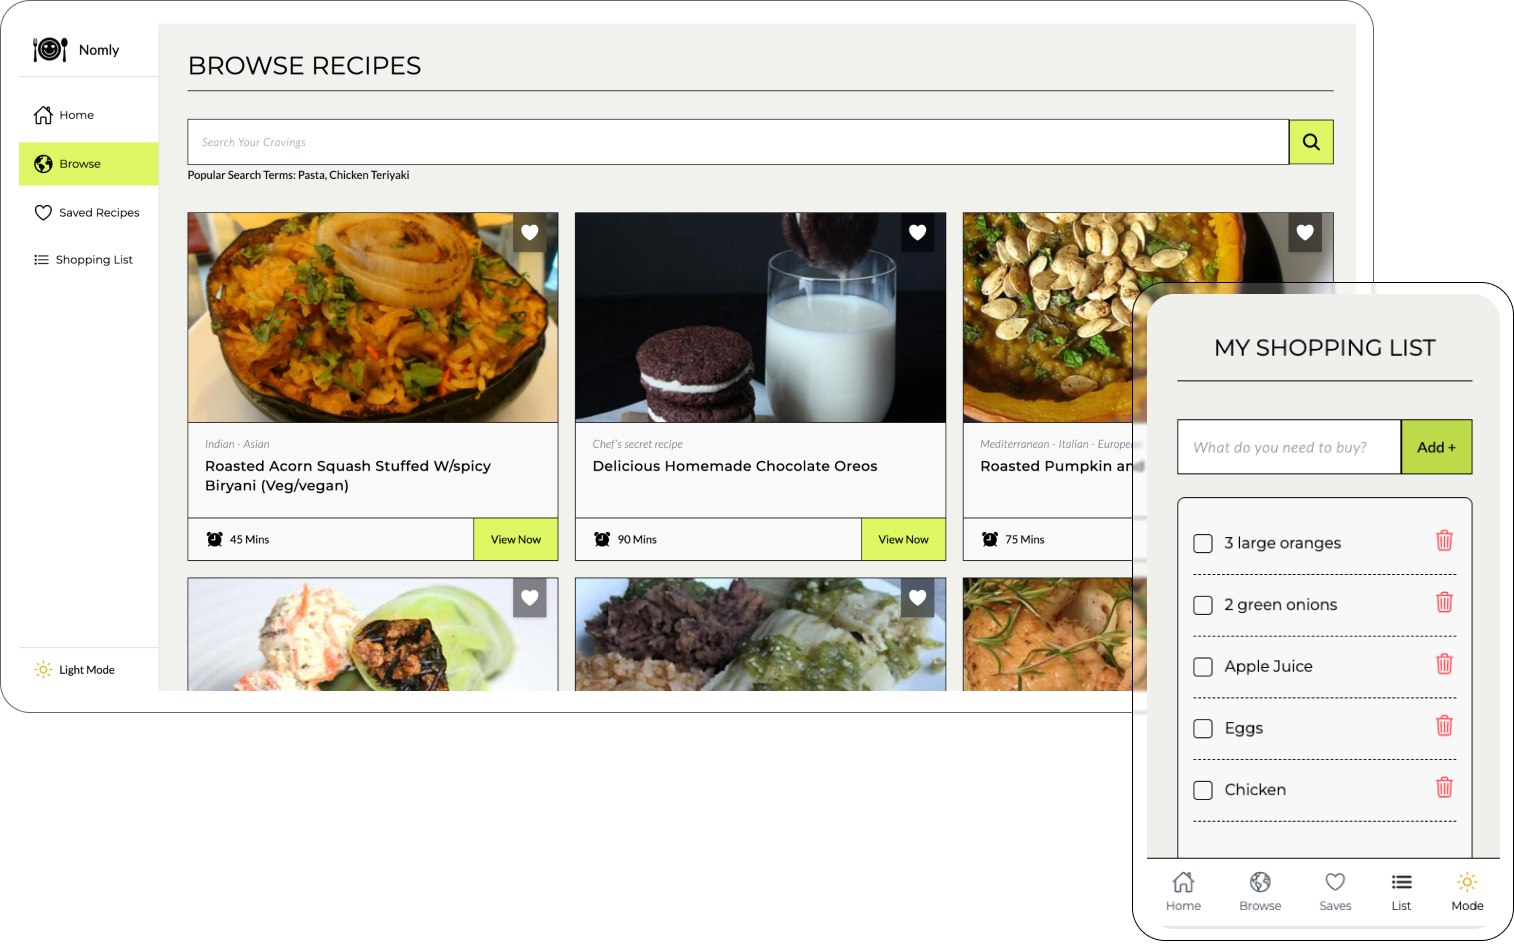 Nomly
Home
Browse
Saved Recipes
Shopping List
Light Mode
BROWSE RECIPES
Search Your Cravings
Popular Search Terms: Pasta, Chicken Teriyaki
Indian - Asian
Roasted Acorn Squash Stuffed W/spicy
Biryani (Veg/vegan)
45 Mins
View Now
Chef's secret recipe
Delicious Homemade Chocolate Oreos
90 Mins
View Now
Mediterranean - Italian -
Roasted Pumpkin
75 Mins
MY SHOPPING LIST
What do you need to buy?
Add +
3 large oranges
2 green onions
Apple Juice
Eggs
Chicken
Home
Browse
Saves
List
Mode